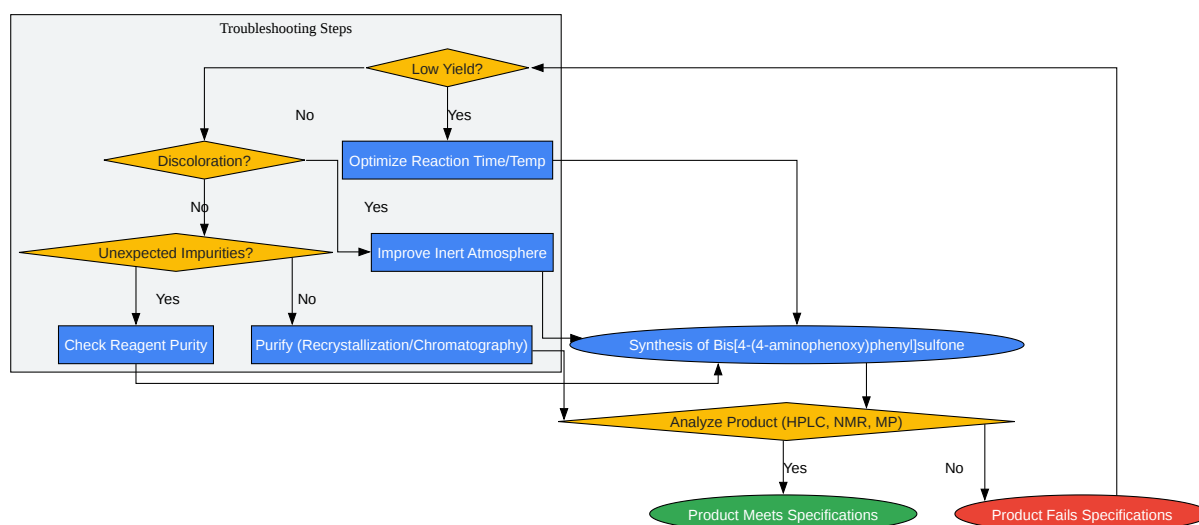 Troubleshooting Steps
Low Yield?
No
Yes
Discoloration?
Optimize Reaction Time/Temp
No
Yes
Unexpected Impurities?
Improve Inert Atmosphere
Yes
No
Check Reagent Purity
Purify (Recrystallization/Chromatography)
Synthesis of Bis[4-(4-aminophenoxy)phenyl]sulfone
Analyze Product (HPLC, NMR, MP)
Yes
No
Product Meets Specifications
Product Fails Specifications